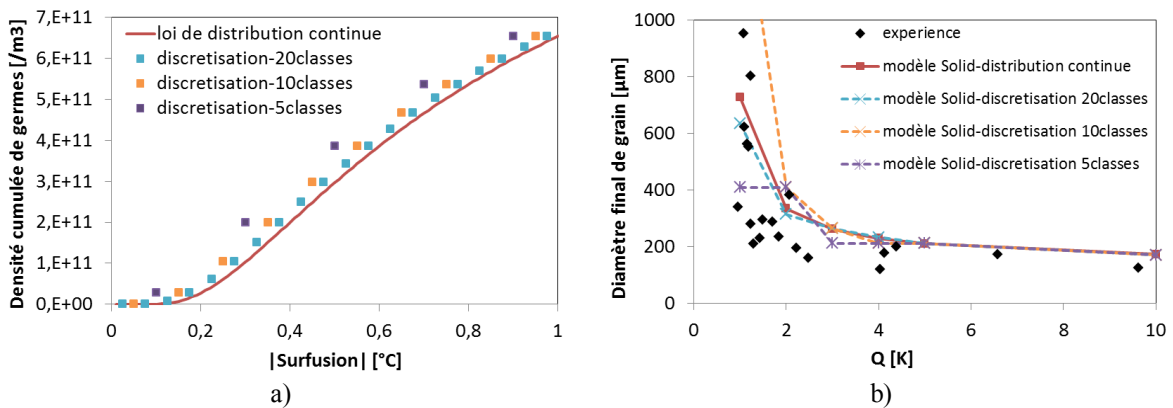 7,E+11
6,E+11
5,E+11
4,E+11
3,E+11
2,E+11
1,E+11
0,E+00
Densité cumulée de germes [/m3]
loi de distribution continue
discretisation-20classes
discretisation-10classes
discretisation-5classes
0 0,2 0,4 0,6 0,8 1
|Surfusion| [°C]
a)
1000
800
600
400
200
0
Diamètre final de grain [µm]
experience
modèle Solid-distribution continue
modèle Solid-discretisation 20classes
modèle Solid-discretisation 10classes
modèle Solid-discretisation 5classes
0 2 4 6 8 10
Q [K]
b)